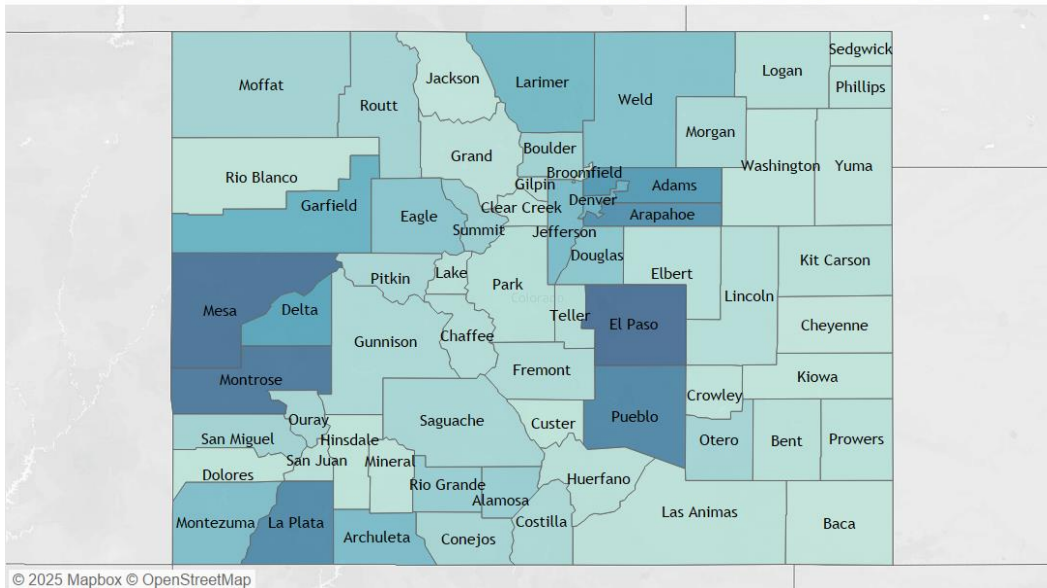 Sedgwick
Logan
Jackson
Larimer
Moffat
Phillips
Weld
Routt
Morgan
Boulder
Grand
Washington
Yuma
Broomfield
Rio Blanco
Gilpin
Adams
Denver
Garfield
Clear Creek
Eagle
Arapahoe
Summit
Jefferson
Douglas
Kit Carson
Elbert
Lake
Pitkin
Park
Lincoln
Colorado
Mesa
Delta
Teller
El Paso
Cheyenne
Chaffee
Gunnison
Fremont
Kiowa
Montrose
Crowley
Pueblo
Ouray
Saguache
Custer
San Miguel
Hinsdale
Otero
Bent
Prowers
San Juan
Mineral
Dolores
Huerfano
Rio Grande
Alamosa
Las Animas
Montezuma
La Plata
Costilla
Baca
Archuleta
Conejos
© 2025 Mapbox © OpenStreetMap